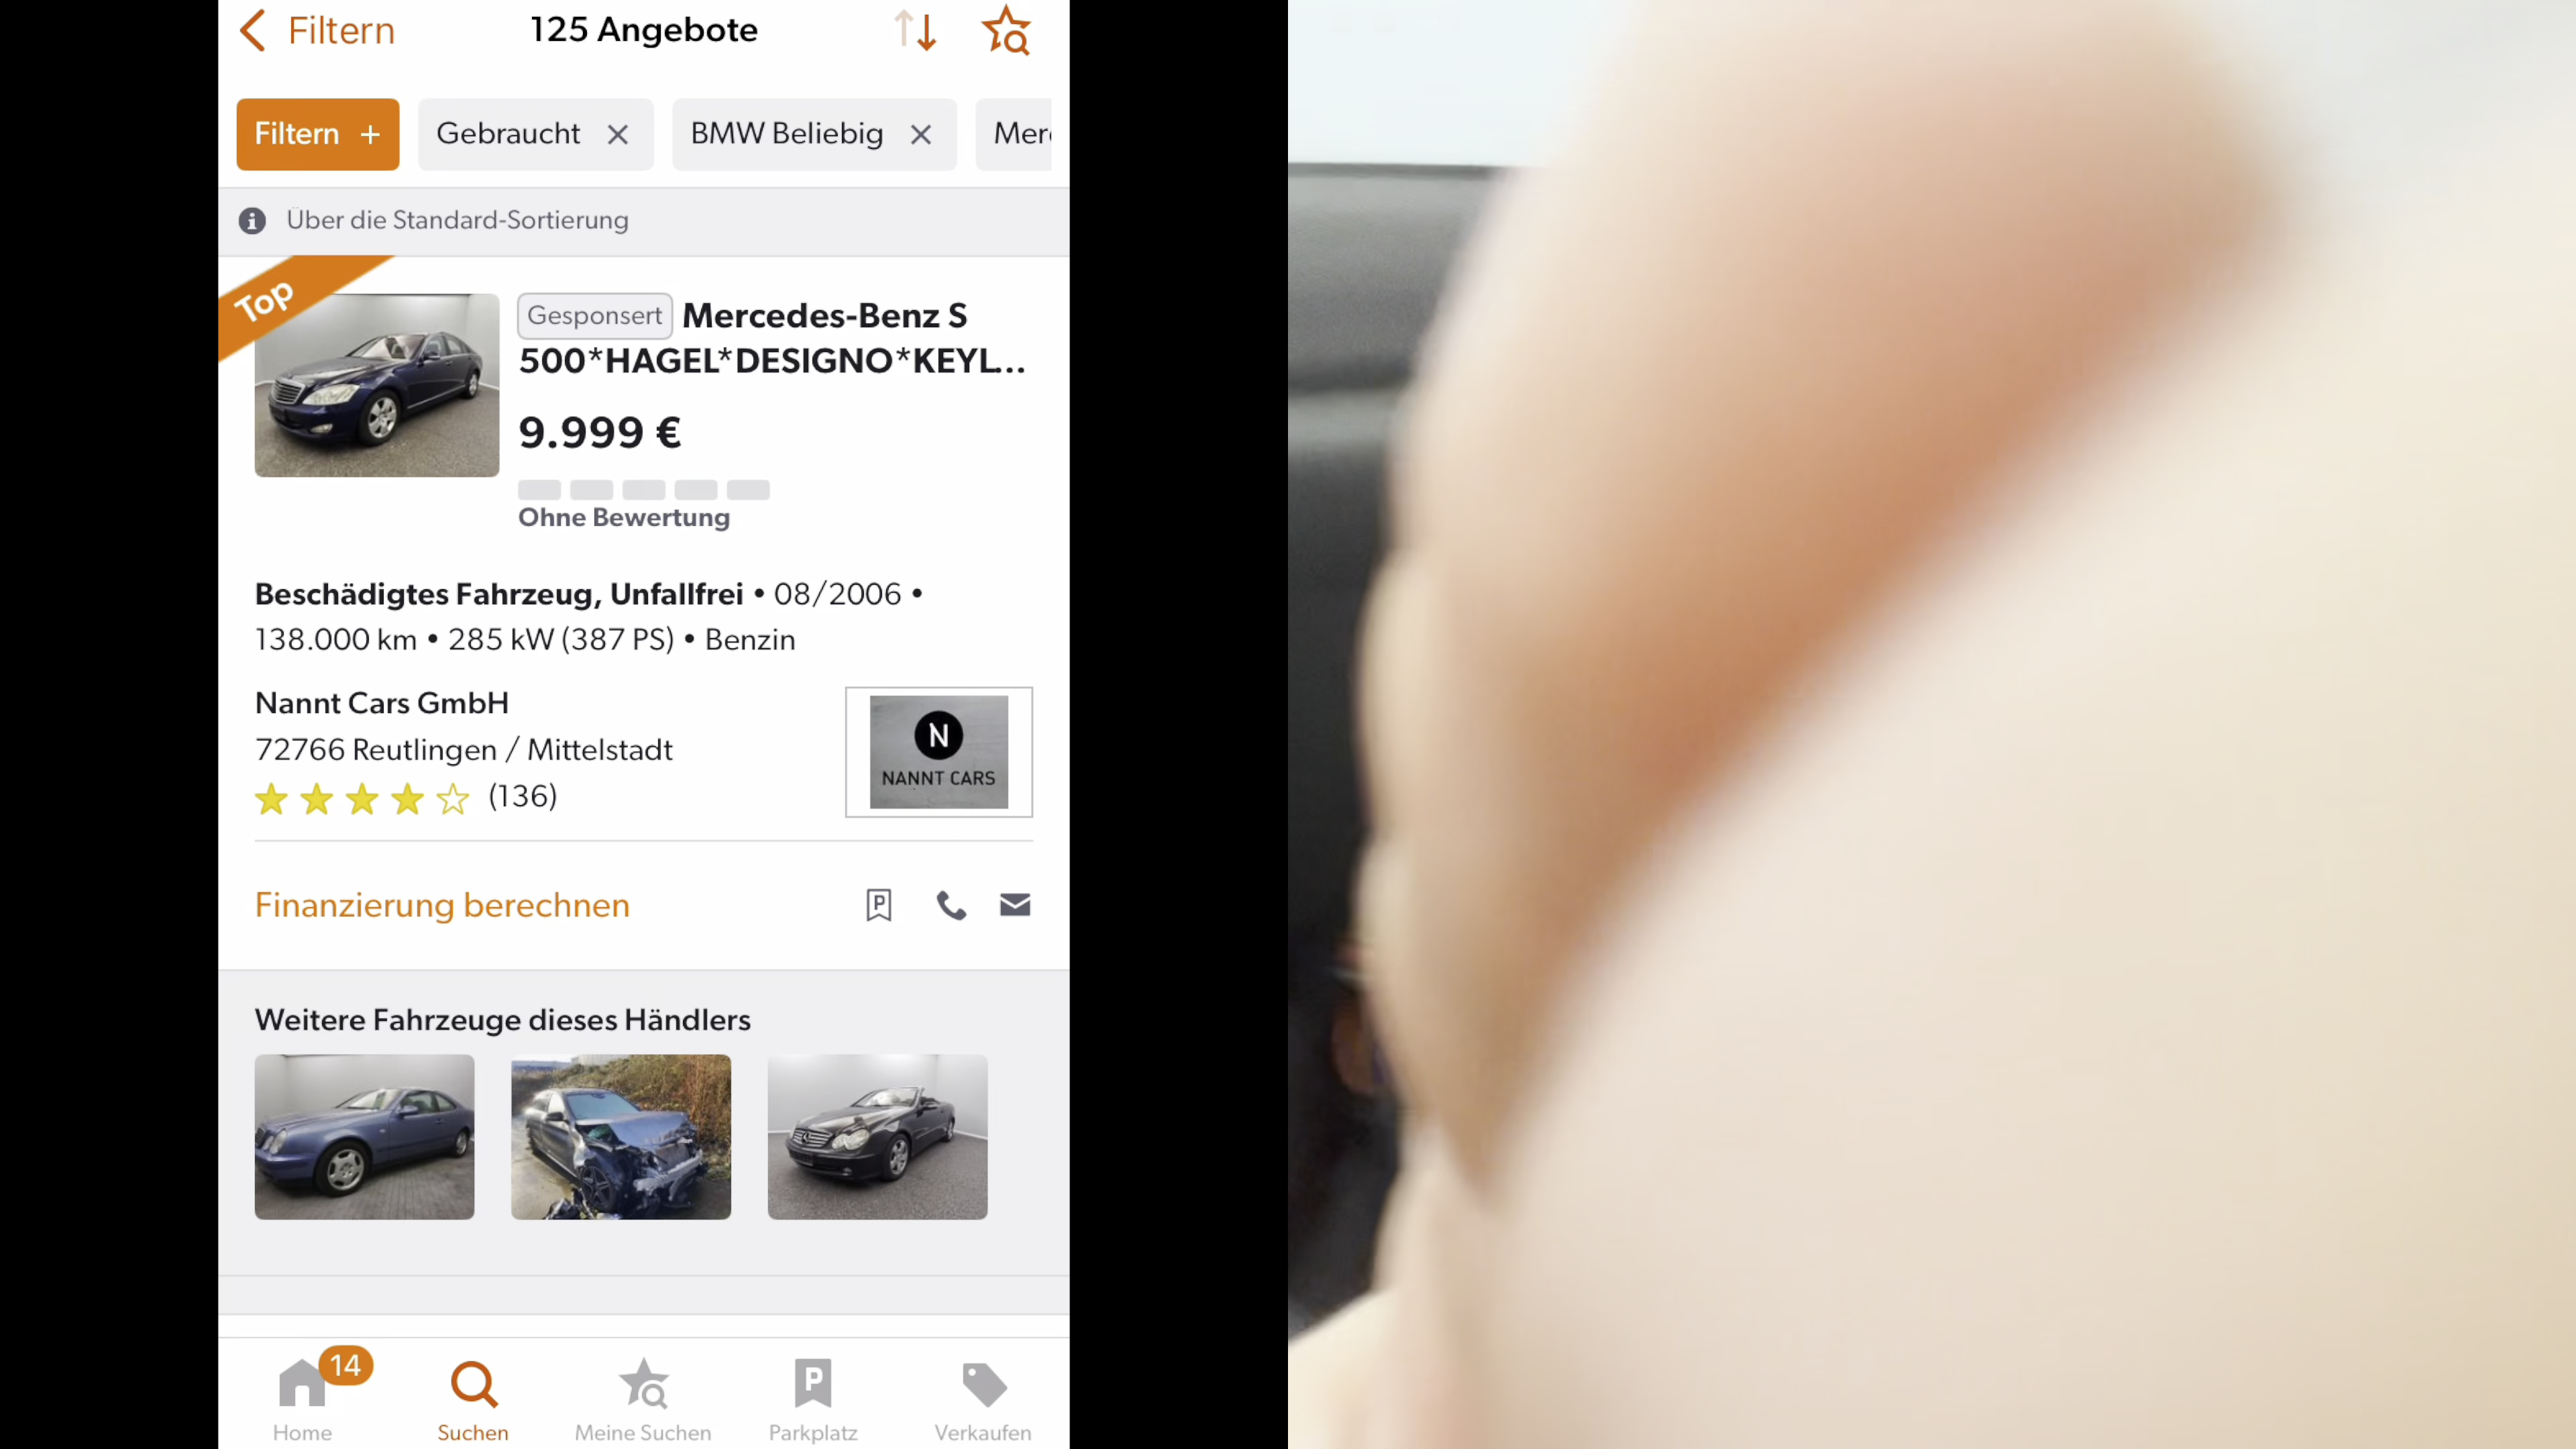 Filtern
125 Angebote
Filtern +
Gebraucht
BMW Beliebig
Mer
Über die Standard-Sortierung
Top
Gesponsert Mercedes-Benz S
500*HAGEL*DESIGNO*KEYL...
9.999 €
Ohne Bewertung
Beschädigtes Fahrzeug, Unfallfrei • 08/2006 •
138.000 km • 285 kW (387 PS) • Benzin
Nannt Cars GmbH
72766 Reutlingen / Mittelstadt
(136)
N
NANNT CARS
Finanzierung berechnen
P
Weitere Fahrzeuge dieses Händlers
14
P
Home
Suchen
Meine Suchen
Parkplatz
Verkaufen